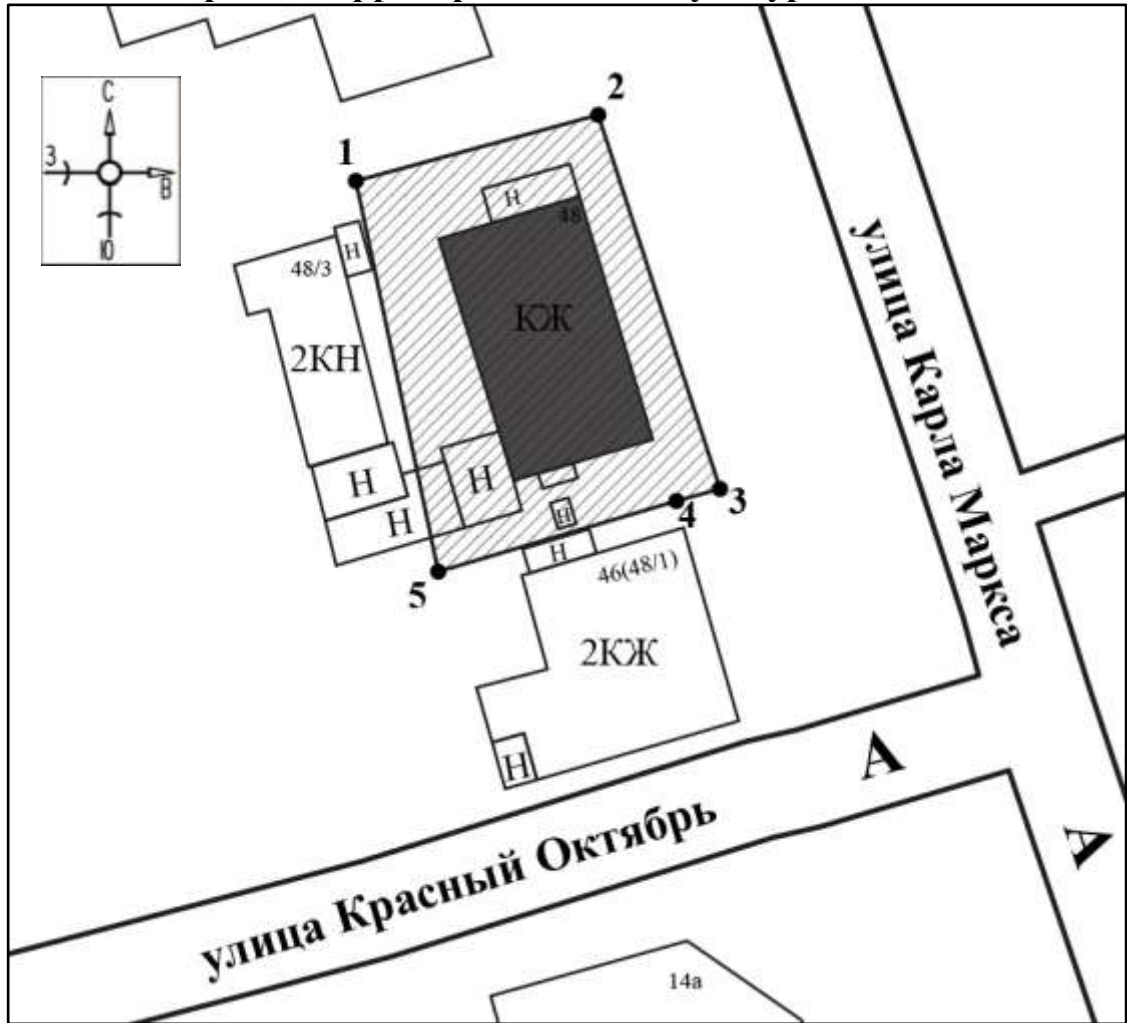 С
З
В
Ю
1
2
Н
48
Н
48/3
КЖ
2КН
улица Карла Маркса
Н
Н
Н
Н
4
3
Н
5
46(48/1)
2КЖ
Н
А
улица Красный Октябрь
А
14а